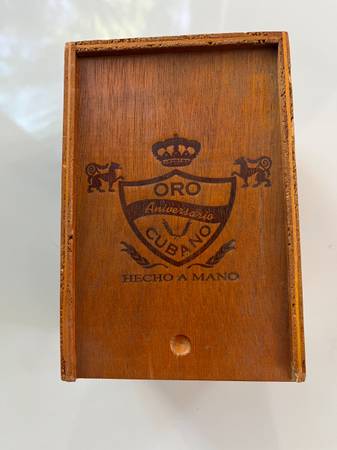 ORO
Aniversario
CUBANO
HECHO A MANO